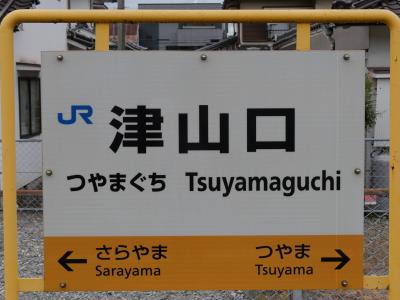 JR 津山口
つやまぐち Tsuyamaguchi
← さらやま つやま →
Sarayama Tsuyama